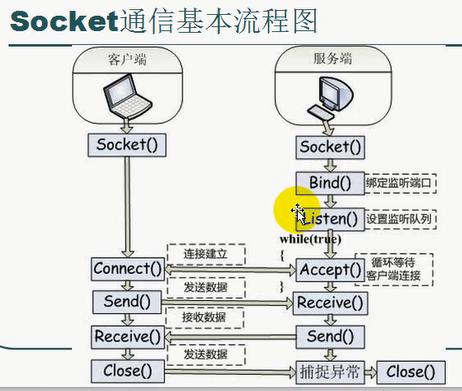 Socket通信基本流程图
客户端
服务端
Socket()
Socket()
Bind()
绑定监听端口
Listen()
设置监听队列
while(true)
{
连接建立
Connect()
Accept()
循环等待
客户端连接
发送数据
}
Send()
Receive()
接收数据
Receive()
Send()
发送数据
Close()
捕捉异常
Close()